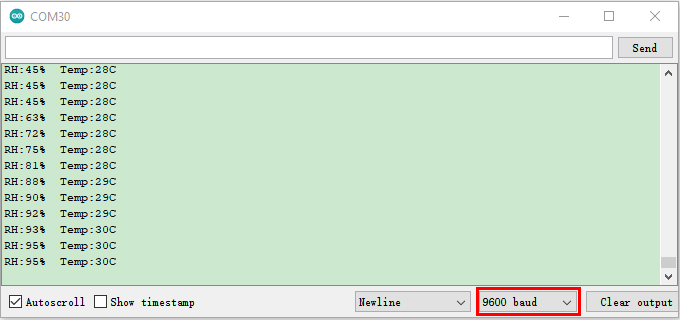 COM30
Send
RH:45%  Temp:28C
RH:45%  Temp:28C
RH:45%  Temp:28C
RH:63%  Temp:28C
RH:72%  Temp:28C
RH:75%  Temp:28C
RH:81%  Temp:28C
RH:88%  Temp:29C
RH:90%  Temp:29C
RH:92%  Temp:29C
RH:93%  Temp:30C
RH:95%  Temp:30C
RH:95%  Temp:30C
Autoscroll Show timestamp Newline 9600 baud Clear output